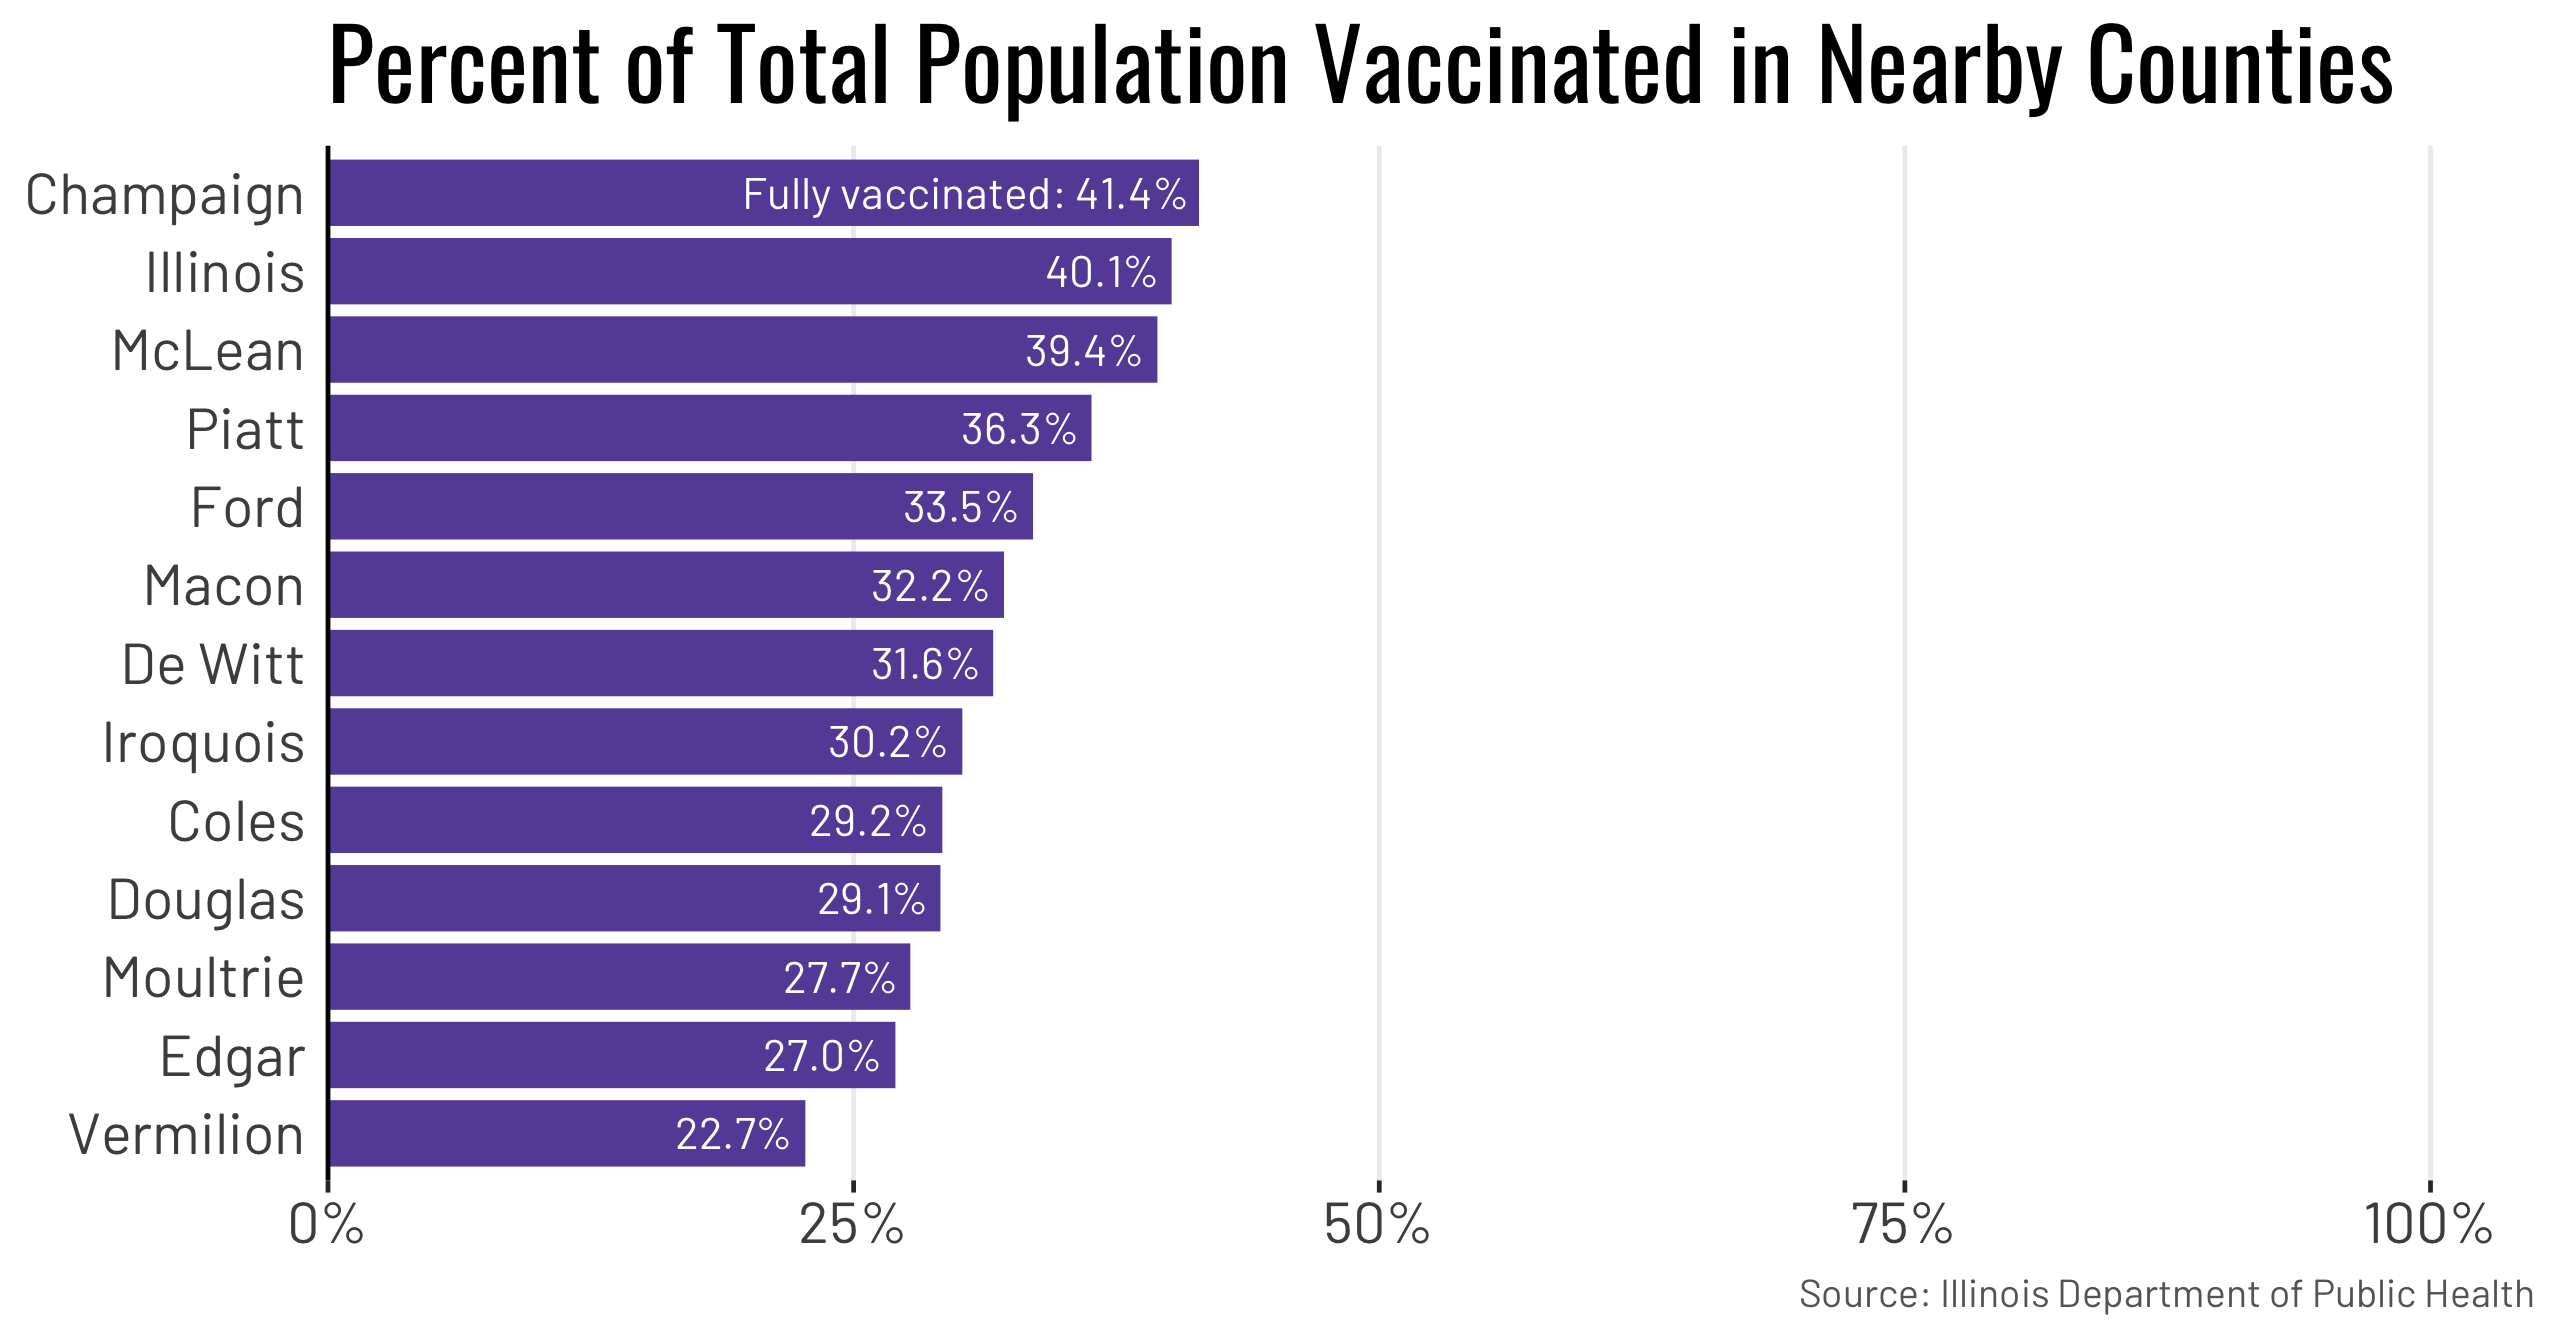 Percent of Total Population Vaccinated in Nearby Counties
Champaign Fully vaccinated: 41.4%
Illinois 40.1%
McLean 39.4%
Piatt 36.3%
Ford 33.5%
Macon 32.2%
De Witt 31.6%
Iroquois 30.2%
Coles 29.2%
Douglas 29.1%
Moultrie 27.7%
Edgar 27.0%
Vermilion 22.7%
0% 25% 50% 75% 100%
Source: Illinois Department of Public Health